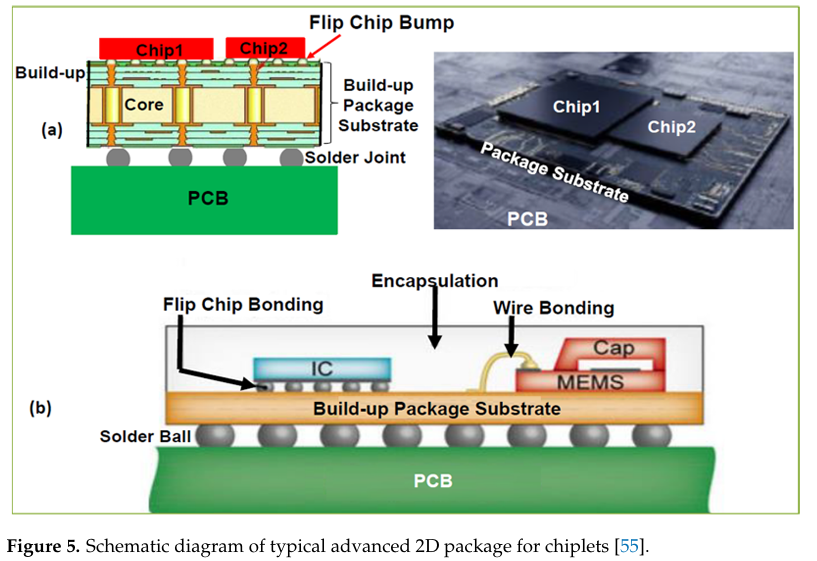 Flip Chip Bump
Chip1
Chip2
Build-up
Core
Build-up
Package
Substrate
(a)
Solder Joint
PCB
Chip1
Chip2
Package Substrate
PCB
Encapsulation
Flip Chip Bonding
Wire Bonding
IC
Cap
MEMS
(b)
Build-up Package Substrate
Solder Ball
PCB
Figure 5. Schematic diagram of typical advanced 2D package for chiplets [55].